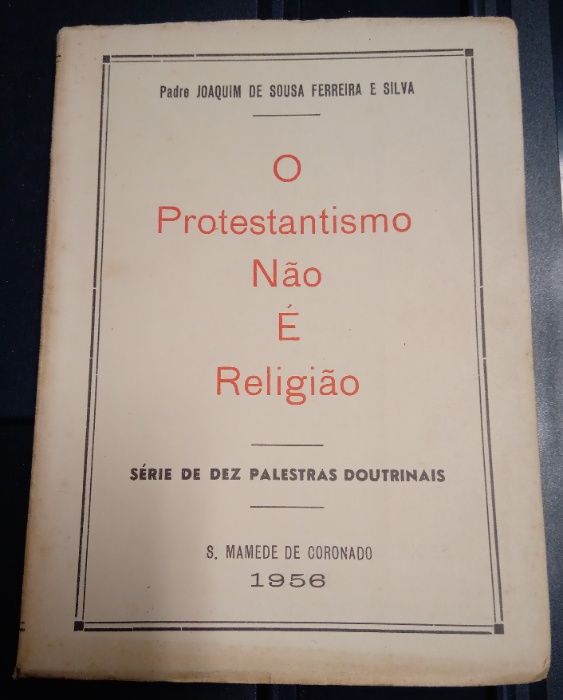 Padre JOAQUIM DE SOUSA FERREIRA E SILVA
O
Protestantismo
Não
É
Religião
SÉRIE DE DEZ PALESTRAS DOUTRINAIS
S. MAMEDE DE CORONADO
1956